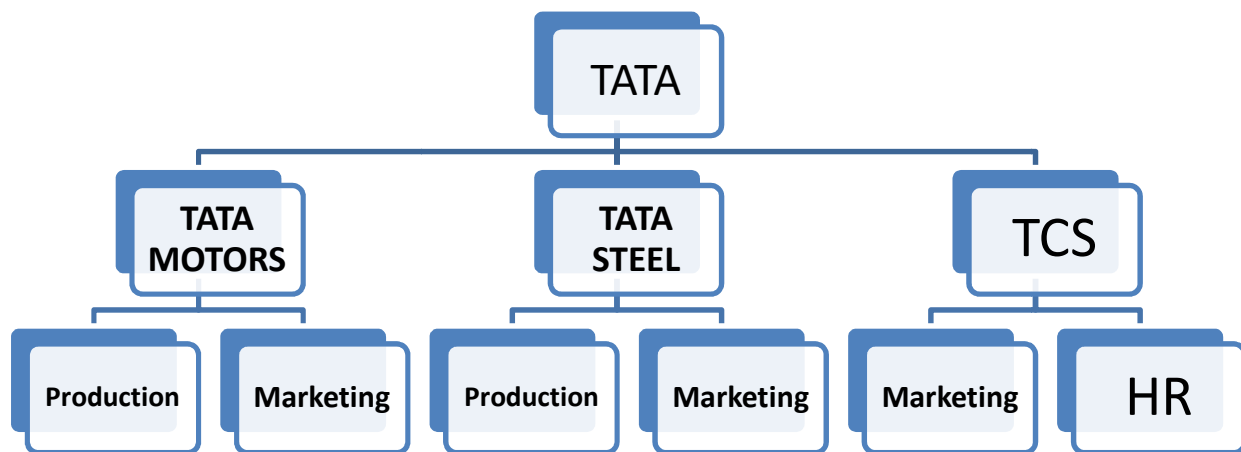 TATA
TATA
MOTORS
TATA
STEEL
TCS
Production
Marketing
Production
Marketing
Marketing
HR